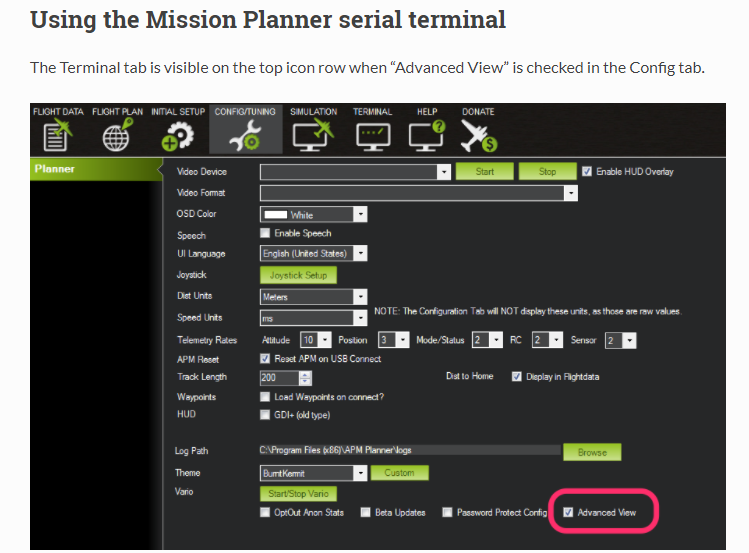 Using the Mission Planner serial terminal
The Terminal tab is visible on the top icon row when “Advanced View” is checked in the Config tab.
FLIGHT DATA FLIGHT PLAN INITIAL SETUP CONFIG/TUNING SIMULATION TERMINAL HELP DONATE
Planner
Video Device Start Stop Enable HUD Overlay
Video Format
OSD Color White
Speech Enable Speech
UI Language English (United States)
Joystick Joystick Setup
Dist Units Meters
NOTE: The Configuration Tab will NOT display these units, as those are raw values.
Speed Units ms
Telemetry Rates Attitude 10 Position 3 Mode/Status 2 RC 2 Sensor 2
APM Reset Reset APM on USB Connect
Track Length 200 Dist to Home Display in Flightdata
Waypoints Load Waypoints on connect?
HUD GDI+ (old type)
Log Path C:\Program Files (x86)\APM Planner\logs Browse
Theme BurntKermit Custom
Vario Start/Stop Vario
OptOut Anon Stats Beta Updates Password Protect Config Advanced View